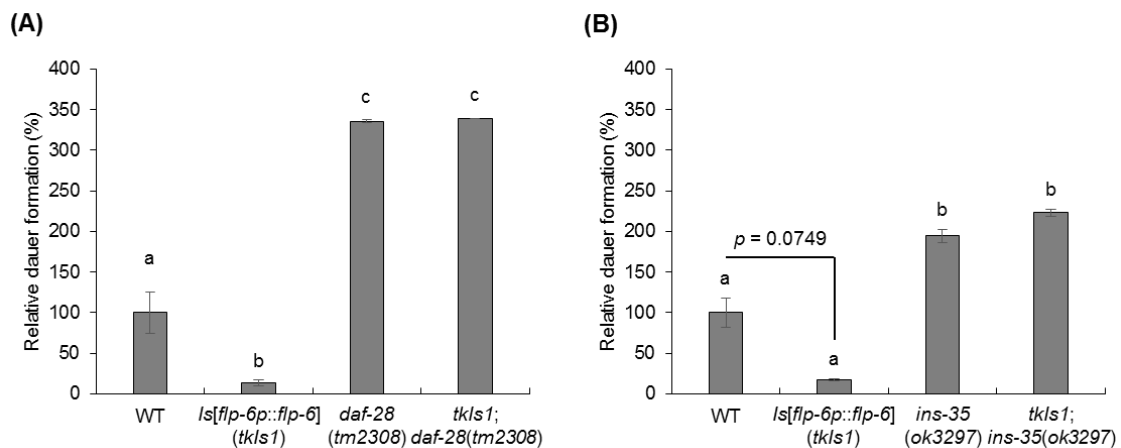 (A)
Relative dauer formation (%)
400
350
300
250
200
150
100
50
0
a
b
c
c
WT
Is[flp-6p::flp-6]
(tkIs1)
daf-28
(tm2308)
tkIs1;
daf-28(tm2308)
(B)
Relative dauer formation (%)
400
350
300
250
200
150
100
50
0
p = 0.0749
a
a
b
b
WT
Is[flp-6p::flp-6]
(tkIs1)
ins-35
(ok3297)
tkIs1;
ins-35(ok3297)